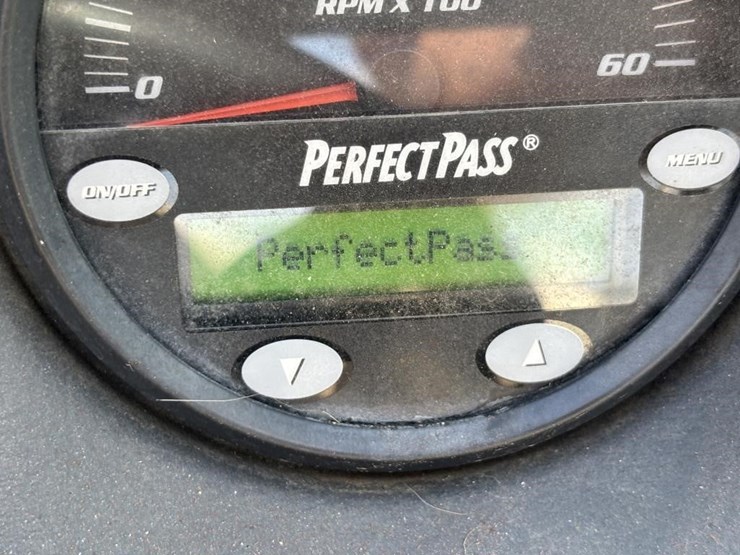 RPM X 100
0
60
PERFECTPASS®
ON/OFF
MENU
PerfectPass